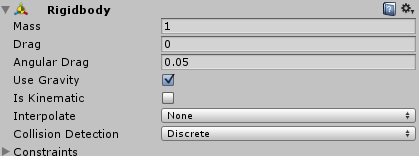 Rigidbody
Mass 1
Drag 0
Angular Drag 0.05
Use Gravity
Is Kinematic
Interpolate None
Collision Detection Discrete
Constraints